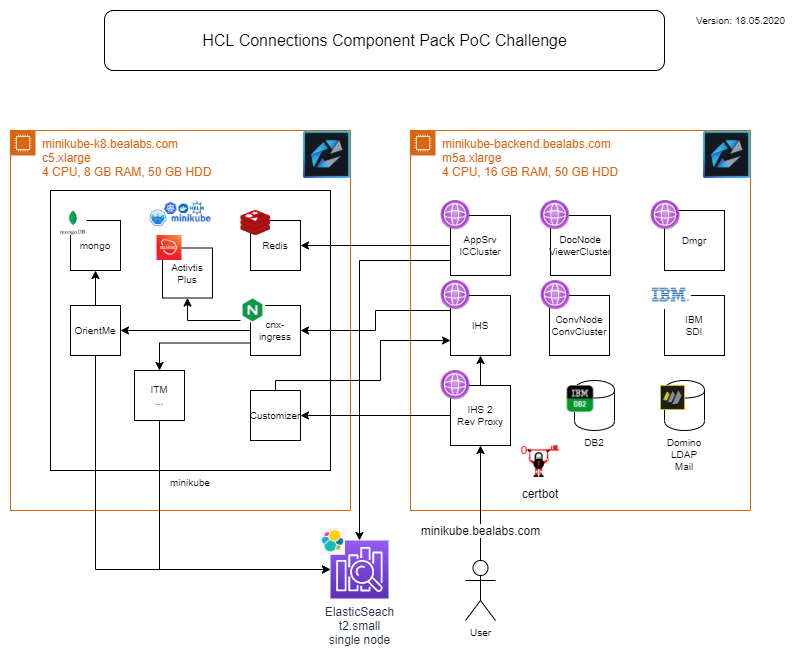 Version: 18.05.2020
HCL Connections Component Pack PoC Challenge
minikube-k8.bealabs.com
c5.xlarge
4 CPU, 8 GB RAM, 50 GB HDD
minikube-backend.bealabs.com
m5a.xlarge
4 CPU, 16 GB RAM, 50 GB HDD
mongoDB
mongo
HELM
minikube
Activtis
Plus
Redis
OrientMe
cnx-
ingress
ITM
...
Customizer
minikube
AppSrv
ICCluster
DocNode
ViewerCluster
Dmgr
IHS
ConvNode
ConvCluster
IBM
IBM
SDI
IHS 2
Rev Proxy
IBM
DB2
DB2
Domino
LDAP
Mail
certbot
minikube.bealabs.com
ElasticSeach
t2.small
single node
User